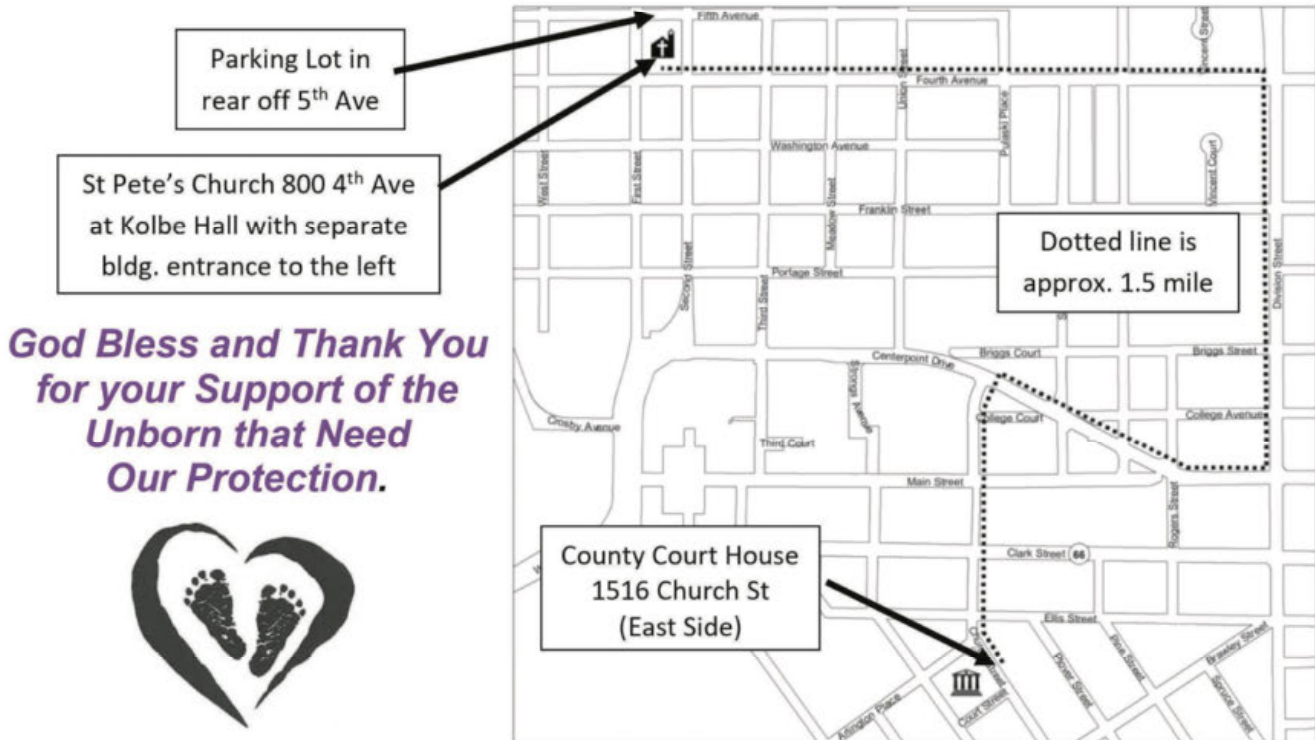 Parking Lot in
rear off 5th Ave
St Pete's Church 800 4th Ave
at Kolbe Hall with separate
bldg. entrance to the left
God Bless and Thank You
for your Support of the
Unborn that Need
Our Protection.
Fifth Avenue
Vincent Street
Union Street
Fourth Avenue
Pulaski Place
Washington Avenue
West Street
First Street
Vincent Court
Meadow Street
Franklin Street
Dotted line is
approx. 1.5 mile
Second Street
Third Street
Portage Street
Division Street
Centerpoint Drive
Briggs Court
Briggs Street
Strongs Avenue
Crosby Avenue
College Court
College Avenue
Third Court
Main Street
Rogers Street
County Court House
1516 Church St
(East Side)
Clark Street 66
Ellis Street
Plover Street
Pine Street
Brawley Street
Spruce Street
Court Street
Arlington Place